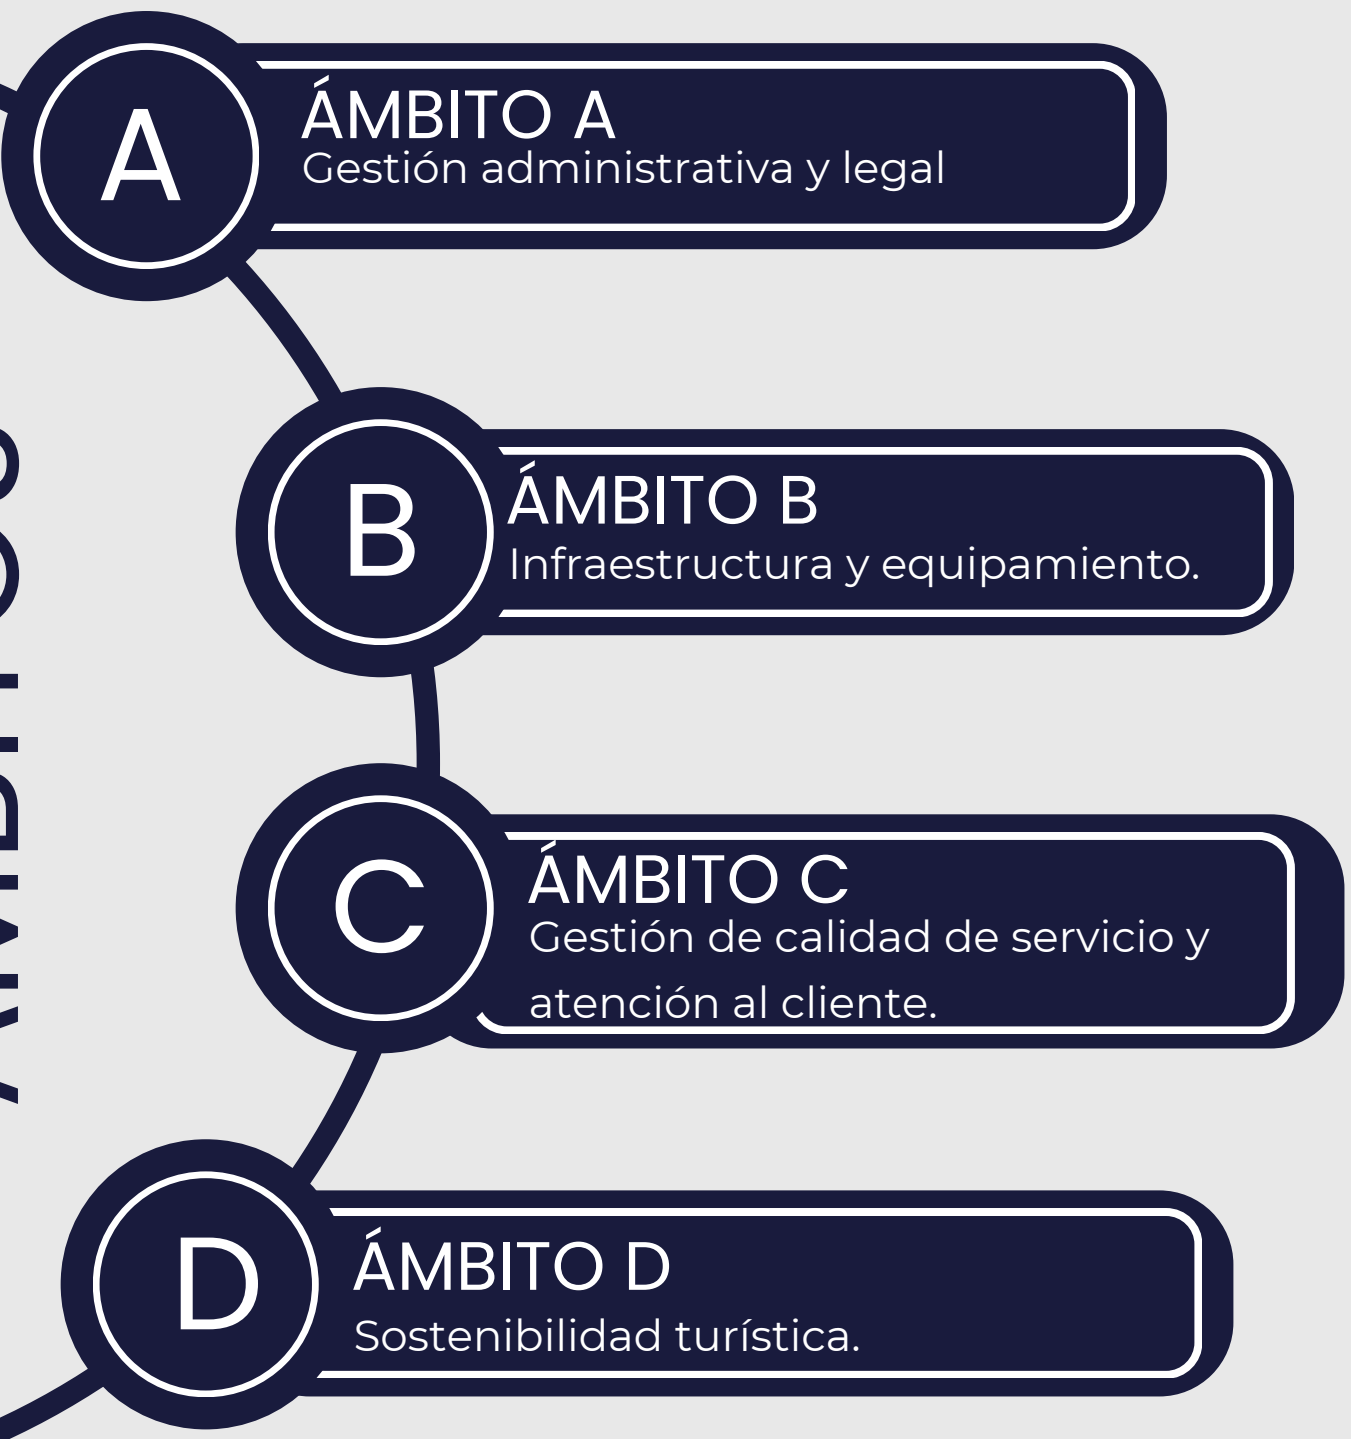 A
ÁMBITO A
Gestión administrativa y legal
B
ÁMBITO B
Infraestructura y equipamiento.
C
ÁMBITO C
Gestión de calidad de servicio y
atención al cliente.
D
ÁMBITO D
Sostenibilidad turística.